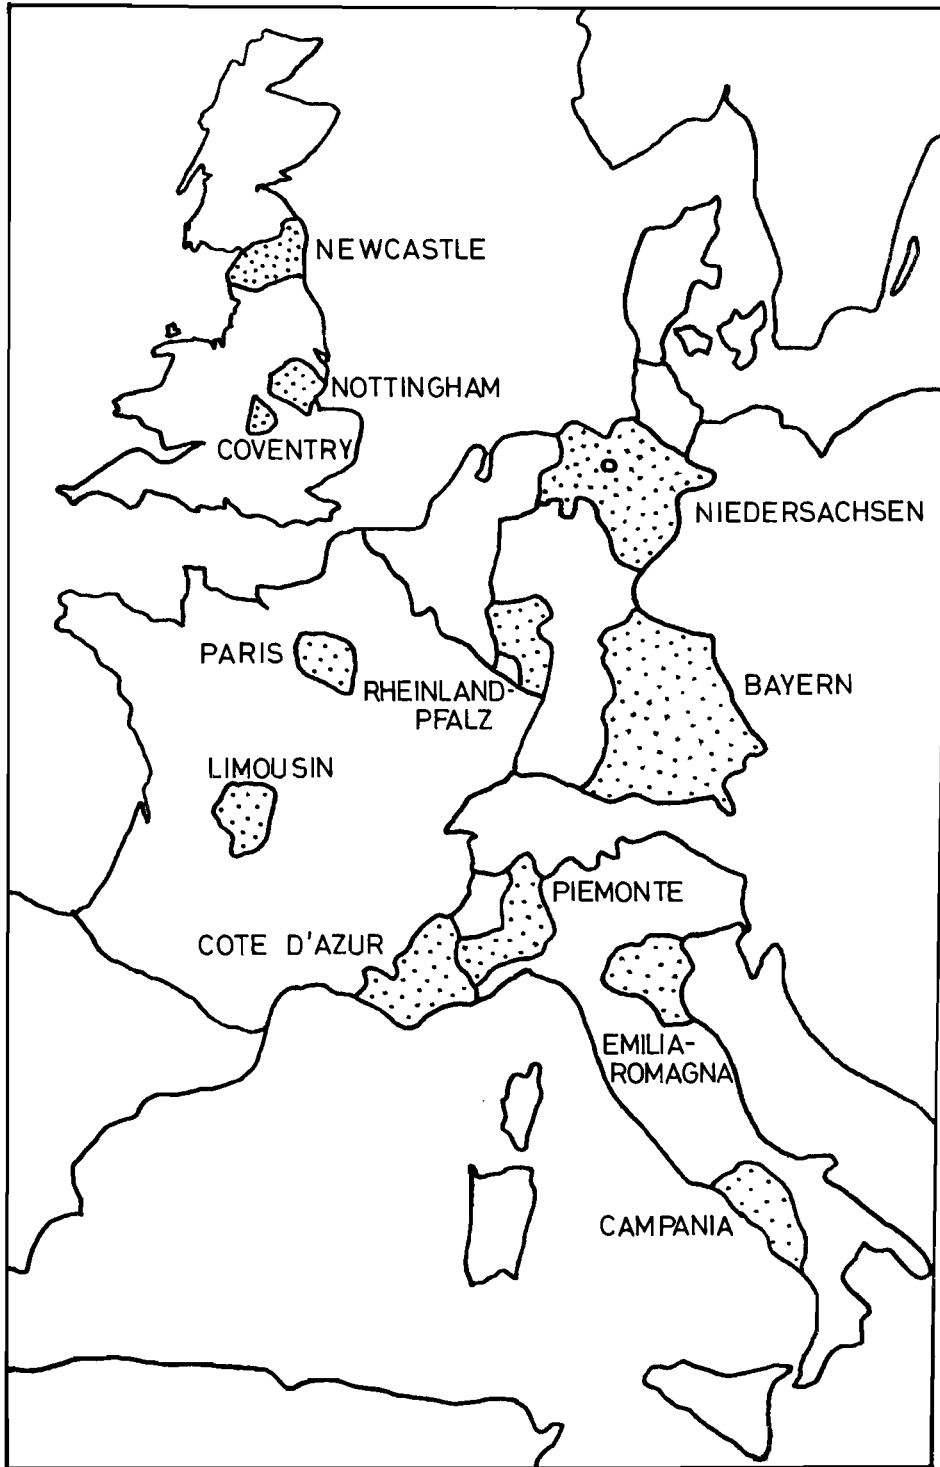 NEWCASTLE
NOTTINGHAM
COVENTRY
NIEDERSACHSEN
PARIS
RHEINLAND-
PFALZ
BAYERN
LIMOUSIN
PIEMONTE
COTE D'AZUR
EMILIA-
ROMAGNA
CAMPANIA